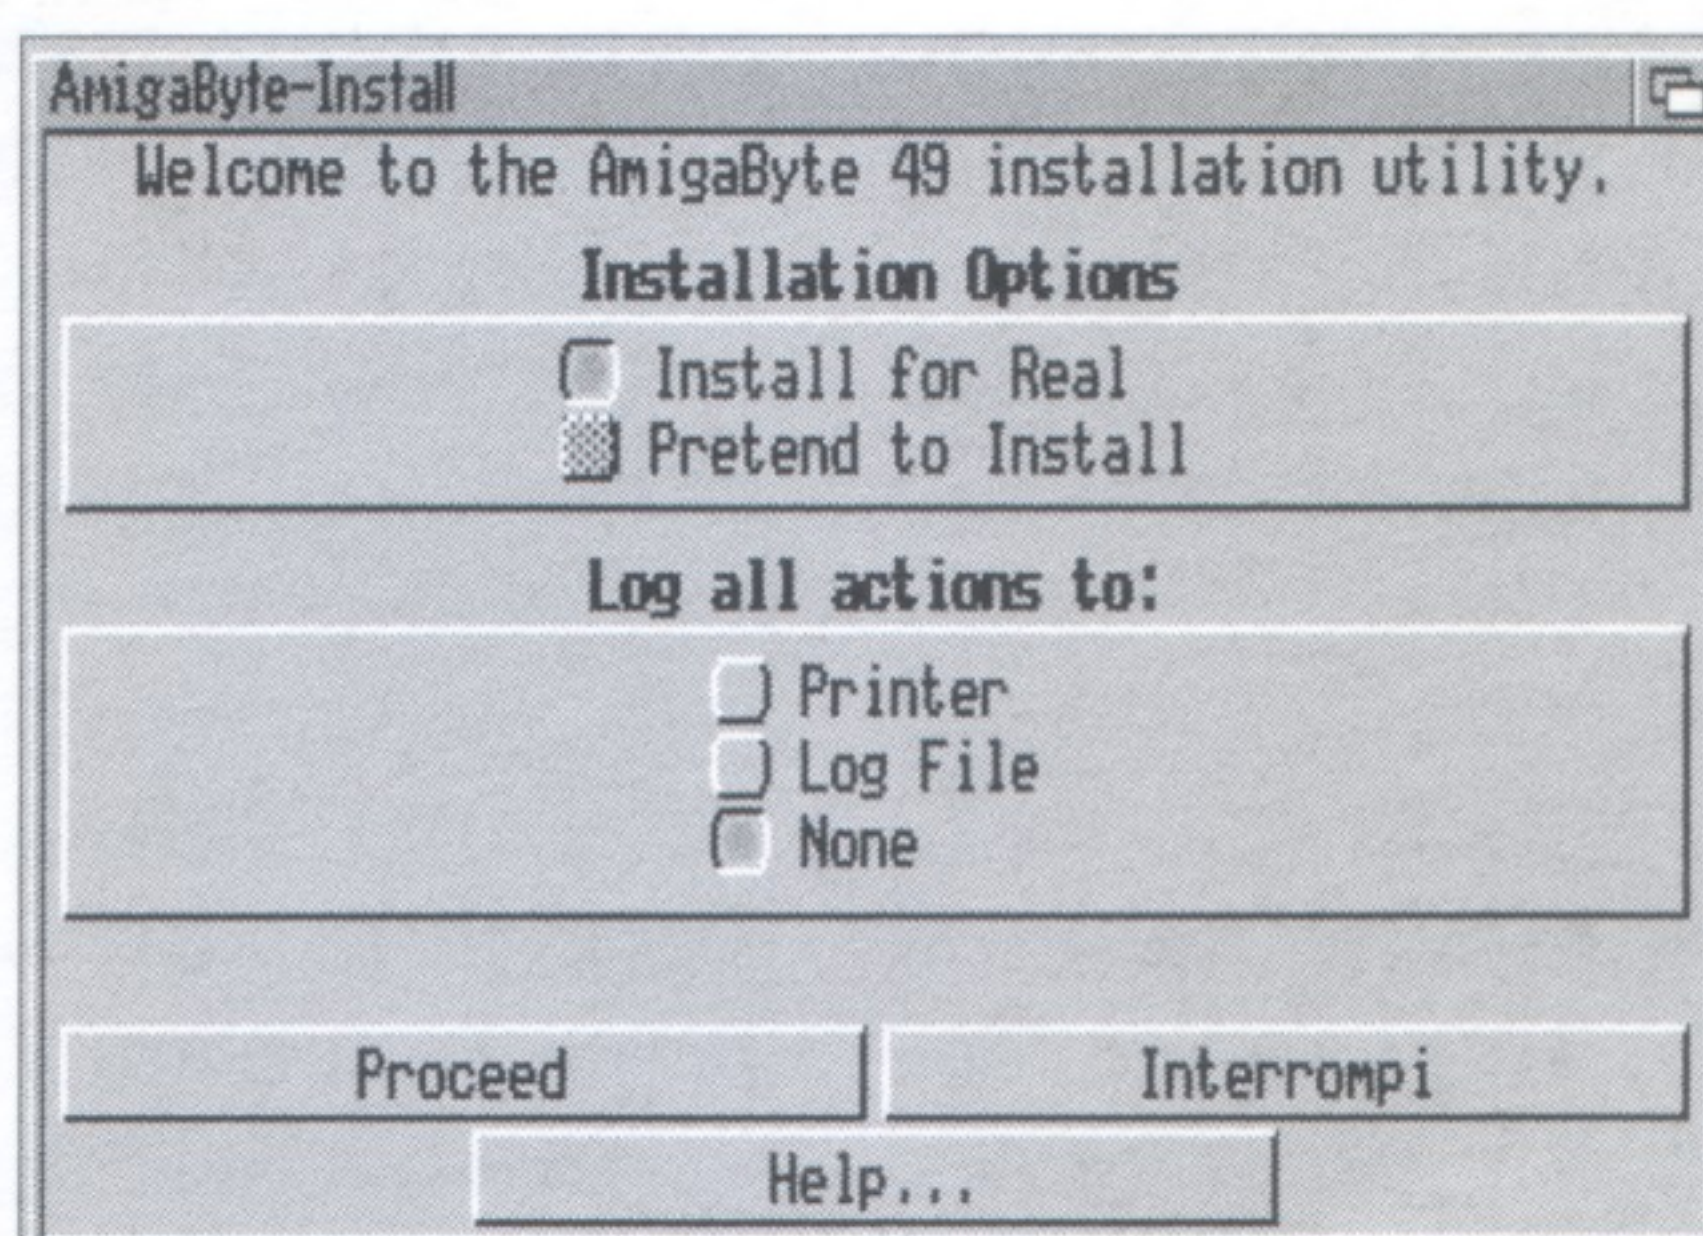 AmigaByte-Install
Welcome to the AmigaByte 49 installation utility.
Installation Options
Install for Real
Pretend to Install
Log all actions to:
Printer
Log File
None
Proceed
Interrompi
Help...